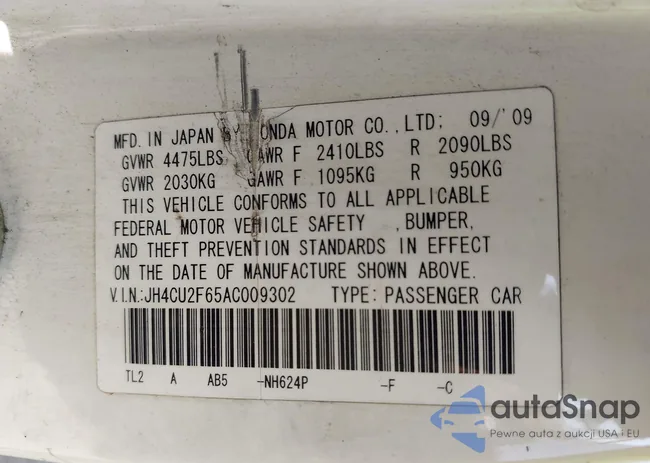 MFD. IN JAPAN BY HONDA MOTOR CO.,LTD; 09/'09
GVWR 4475LBS GAWR F 2410LBS R 2090LBS
GVWR 2030KG GAWR F 1095KG R 950KG
THIS VEHICLE CONFORMS TO ALL APPLICABLE
FEDERAL MOTOR VEHICLE SAFETY ,BUMPER,
AND THEFT PREVENTION STANDARDS IN EFFECT
ON THE DATE OF MANUFACTURE SHOWN ABOVE.
V.I.N.:JH4CU2F65AC009302 TYPE: PASSENGER CAR
TL2 A AB5 -NH624P -F -C
autaSnap
Pewne auta z aukcji USA i EU